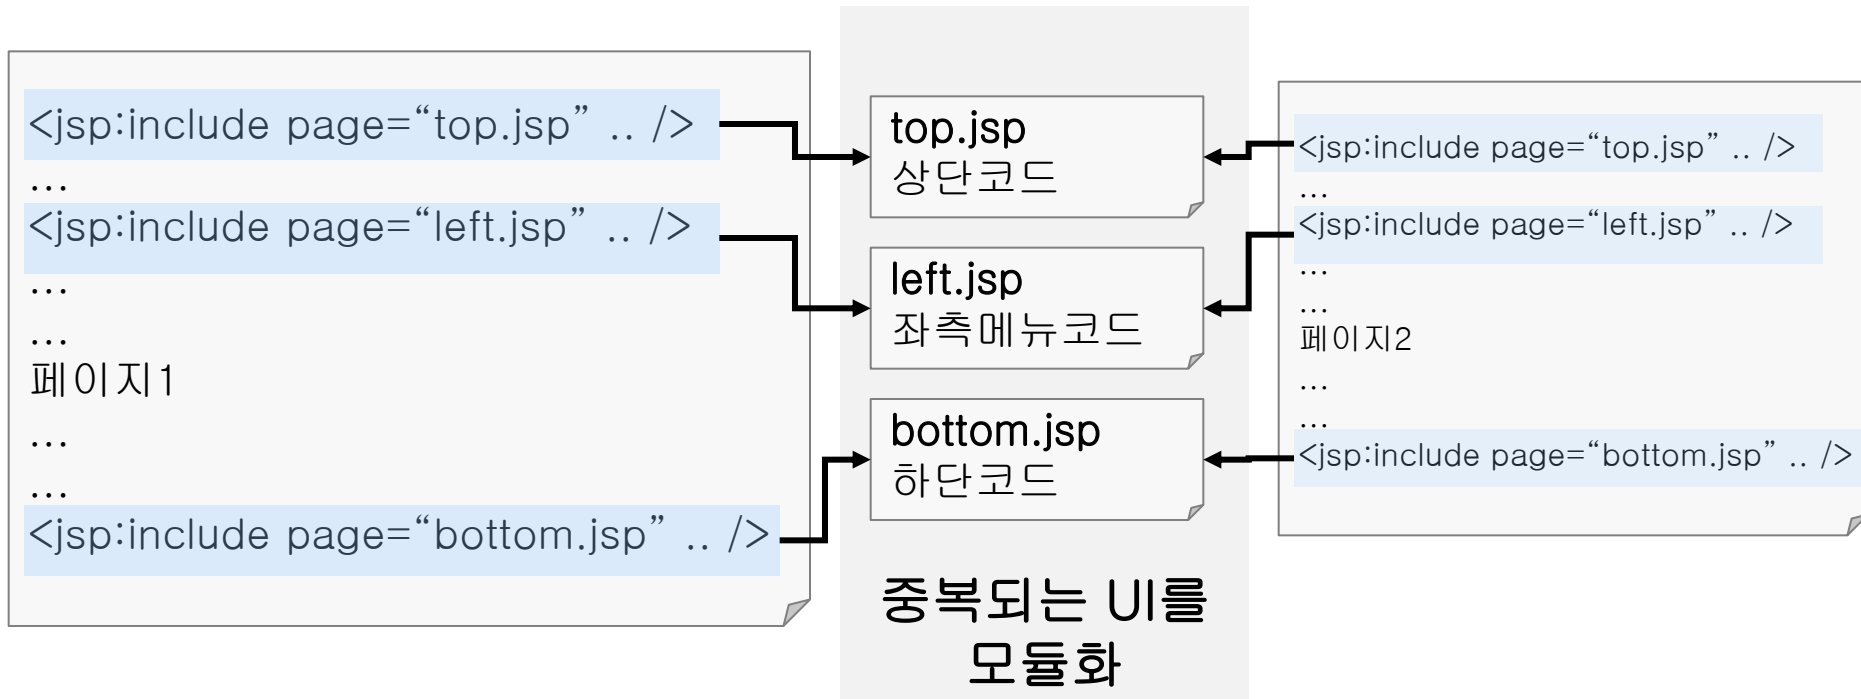 <jsp:include page=“top.jsp” .. />
...
<jsp:include page=“left.jsp” .. />
...
...
페이지1
...
...
<jsp:include page=“bottom.jsp” .. />
top.jsp
상단코드
left.jsp
좌측메뉴코드
bottom.jsp
하단코드
중복되는 UI를
모듈화
<jsp:include page=“top.jsp” .. />
...
<jsp:include page=“left.jsp” .. />
...
...
페이지2
...
...
<jsp:include page=“bottom.jsp” .. />